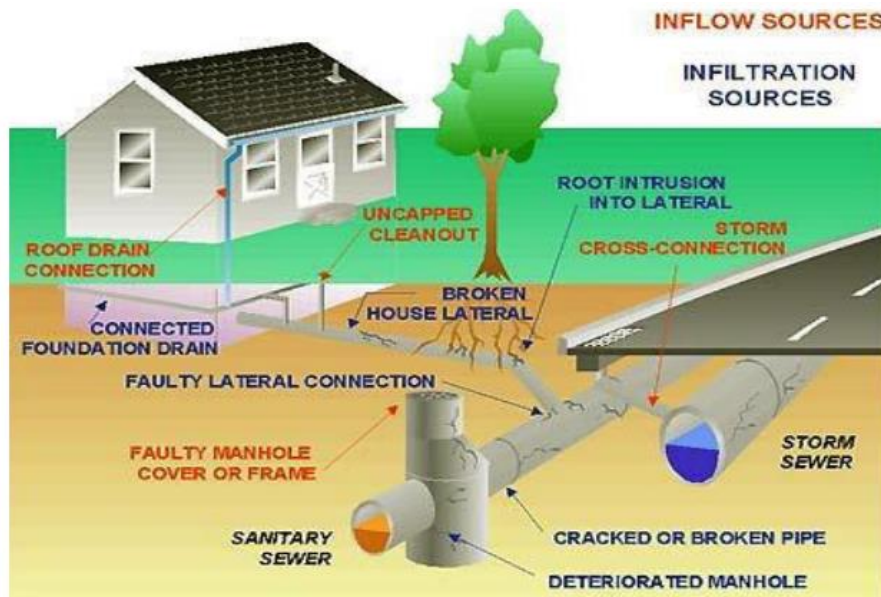 INFLOW SOURCES
INFILTRATION
SOURCES
ROOT INTRUSION
INTO LATERAL
UNCAPPED
CLEANOUT
STORM
CROSS-CONNECTION
ROOF DRAIN
CONNECTION
BROKEN
HOUSE LATERAL
CONNECTED
FOUNDATION DRAIN
FAULTY LATERAL CONNECTION
FAULTY MANHOLE
COVER OR FRAME
STORM
SEWER
SANITARY
SEWER
CRACKED OR BROKEN PIPE
DETERIORATED MANHOLE